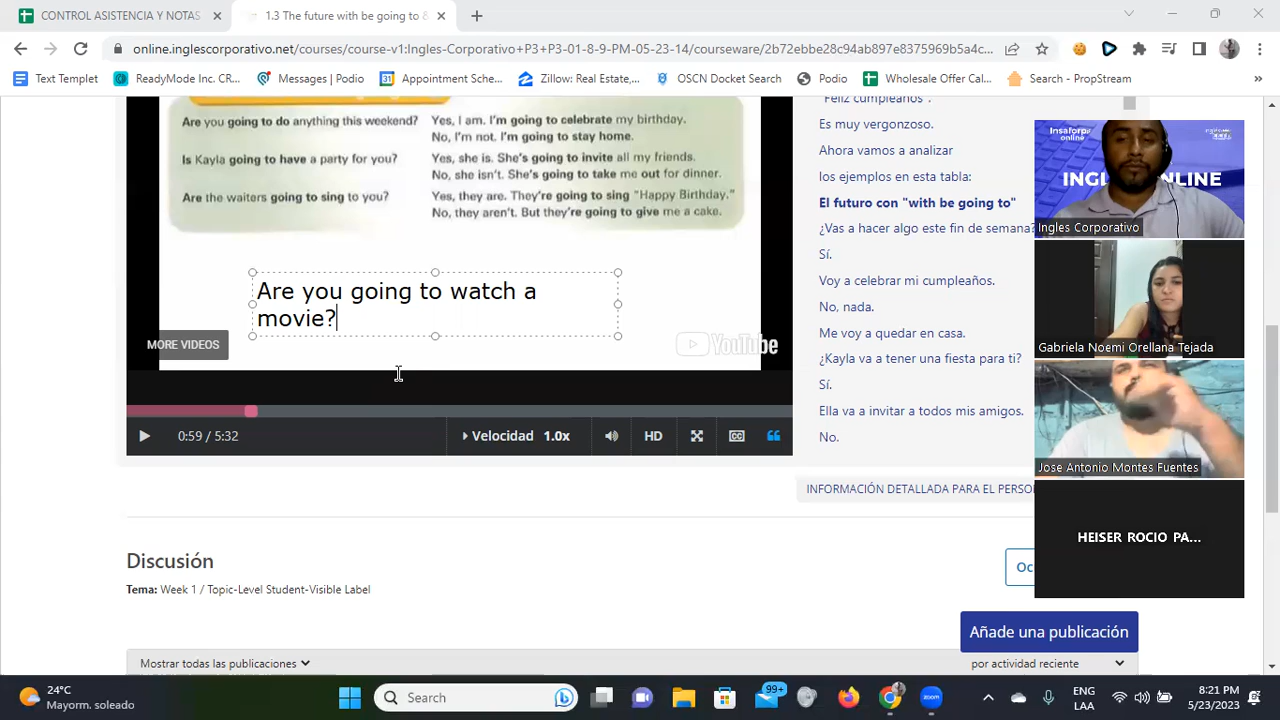 CONTROL ASISTENCIA Y NOTAS
1.3 The future with be going to &
online.inglescorporativo.net/courses/course-v1:Ingles-Corporativo+P3+P3-01-8-9-PM-05-23-14/courseware/2b72ebbe28c94ab897e8375969b5a4c...
Text Templet
ReadyMode Inc. CR...
Messages | Podio
Appointment Sche...
Zillow: Real Estate,...
OSCN Docket Search
Podio
Wholesale Offer Cal...
Search - PropStream
»
Are you going to do anything this weekend?
Yes, I am. I'm going to celebrate my birthday.
No, I'm not. I'm going to stay home.
Is Kayla going to have a party for you?
Yes, she is. She's going to invite all my friends.
No, she isn't. She's going to take me out for dinner.
Are the waiters going to sing to you?
Yes, they are. They're going to sing "Happy Birthday."
No, they aren't. But they're going to give me a cake.
Are you going to watch a
movie?
MORE VIDEOS
YouTube
0:59 / 5:32
Velocidad 1.0x
HD
"Feliz cumpleaños".
Es muy vergonzoso.
Ahora vamos a analizar
los ejemplos en esta tabla:
El futuro con "with be going to"
¿Vas a hacer algo este fin de semana?
Sí.
Voy a celebrar mi cumpleaños.
No, nada.
Me voy a quedar en casa.
¿Kayla va a tener una fiesta para ti?
Sí.
Ella va a invitar a todos mis amigos.
No.
INFORMACIÓN DETALLADA PARA EL PERSO
Insaforp
online
Ingles Corporativo
Gabriela Noemi Orellana Tejada
Jose Antonio Montes Fuentes
HEISER ROCIO PA...
Discusión
Tema: Week 1 / Topic-Level Student-Visible Label
Oc
Añade una publicación
Mostrar todas las publicaciones
por actividad reciente
24°C
Mayorm. soleado
Search
99+
ENG
LAA
8:21 PM
5/23/2023